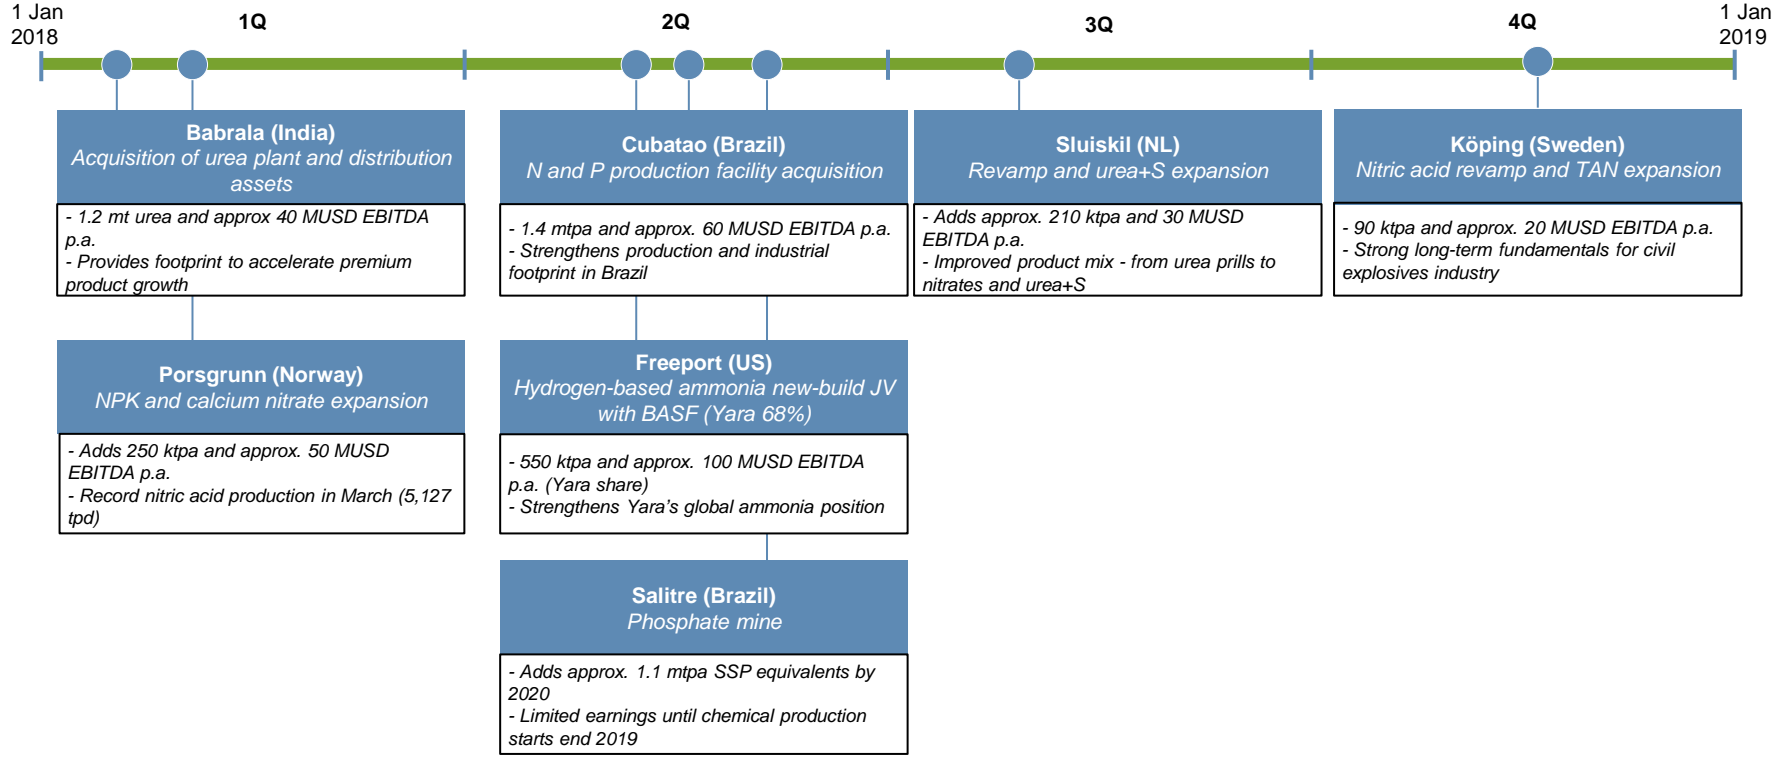 1 Jan
2018
1Q
2Q
3Q
4Q
1 Jan
2019
Babrala (India)
Acquisition of urea plant and distribution
assets
- 1.2 mt urea and approx 40 MUSD EBITDA
p.a.
- Provides footprint to accelerate premium
product growth
Porsgrunn (Norway)
NPK and calcium nitrate expansion
- Adds 250 ktpa and approx. 50 MUSD
EBITDA p.a.
- Record nitric acid production in March (5,127
tpd)
Cubatao (Brazil)
N and P production facility acquisition
- 1.4 mtpa and approx. 60 MUSD EBITDA p.a.
- Strengthens production and industrial
footprint in Brazil
Freeport (US)
Hydrogen-based ammonia new-build JV
with BASF (Yara 68%)
- 550 ktpa and approx. 100 MUSD EBITDA
p.a. (Yara share)
- Strengthens Yara's global ammonia position
Salitre (Brazil)
Phosphate mine
- Adds approx. 1.1 mtpa SSP equivalents by
2020
- Limited earnings until chemical production
starts end 2019
Sluiskil (NL)
Revamp and urea+S expansion
- Adds approx. 210 ktpa and 30 MUSD
EBITDA p.a.
- Improved product mix - from urea prills to
nitrates and urea+S
Köping (Sweden)
Nitric acid revamp and TAN expansion
- 90 ktpa and approx. 20 MUSD EBITDA p.a.
- Strong long-term fundamentals for civil
explosives industry